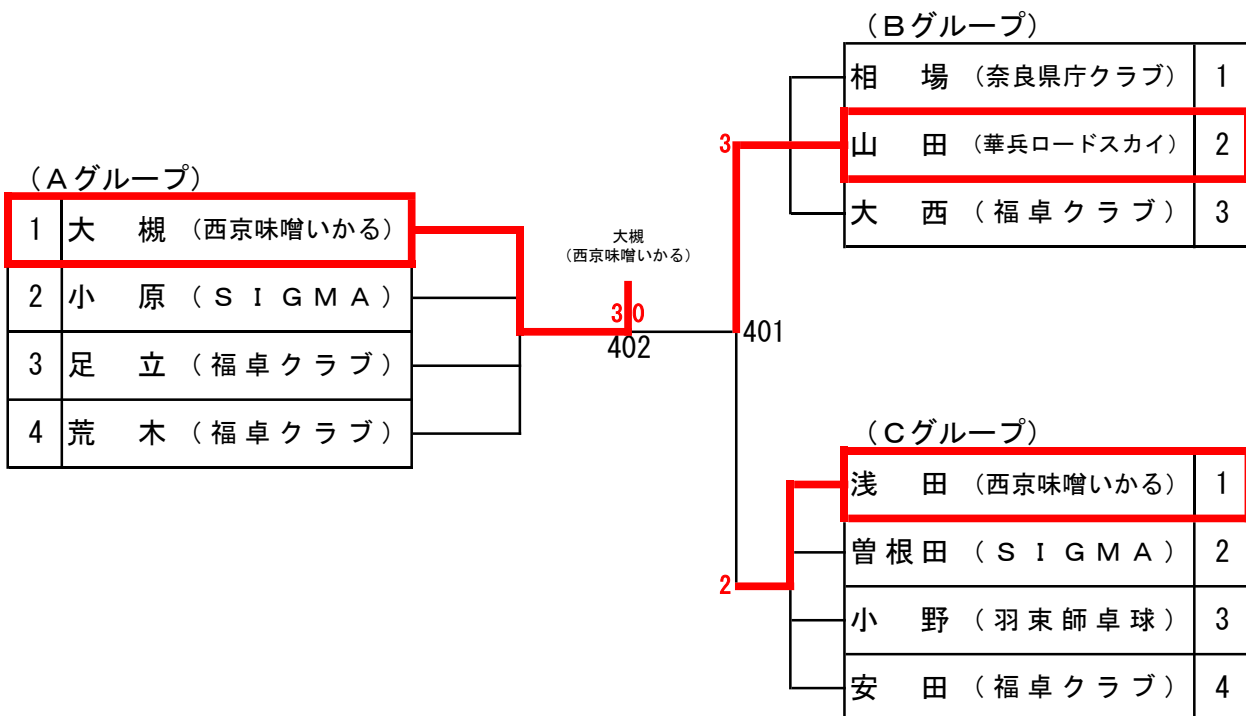 （Aグループ）
1 大　槻 （西京味噌いかる）
2 小　原 （ＳＩＧＭＡ）
3 足　立 （福卓クラブ）
4 荒　木 （福卓クラブ）
大槻
（西京味噌いかる）
3 0
402
（Bグループ）
相　場 （奈良県庁クラブ） 1
山　田 （華兵ロードスカイ） 2
大　西 （福卓クラブ） 3
3
401
2
（Cグループ）
浅　田 （西京味噌いかる） 1
曽根田 （ＳＩＧＭＡ） 2
小　野 （羽束師卓球） 3
安　田 （福卓クラブ） 4